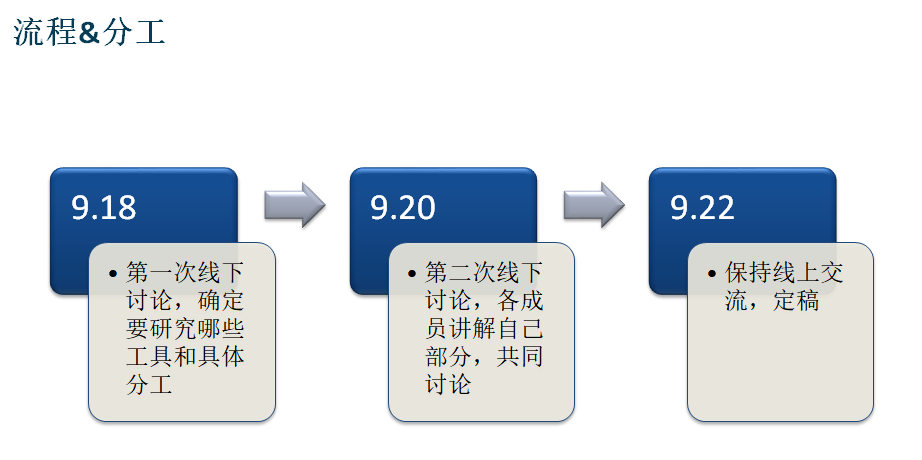 流程&分工
9.18
• 第一次线下
讨论，确定
要研究哪些
工具和具体
分工
9.20
• 第二次线下
讨论，各成
员讲解自己
部分，共同
讨论
9.22
• 保持线上交
流，定稿